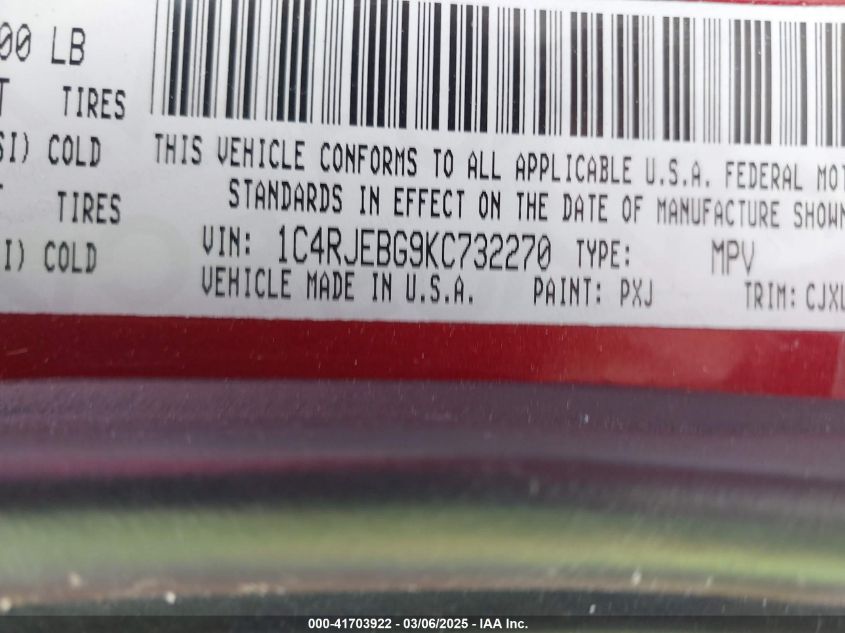 00 LB
TIRES
SI) COLD
TIRES
I) COLD
THIS VEHICLE CONFORMS TO ALL APPLICABLE U.S.A. FEDERAL MOT
STANDARDS IN EFFECT ON THE DATE OF MANUFACTURE SHOWN
VIN: 1C4RJEBG9KC732270 TYPE: MPV
VEHICLE MADE IN U.S.A. PAINT: PXJ TRIM: CJXL
000-41703922 — 03/06/2025 - IAA Inc.